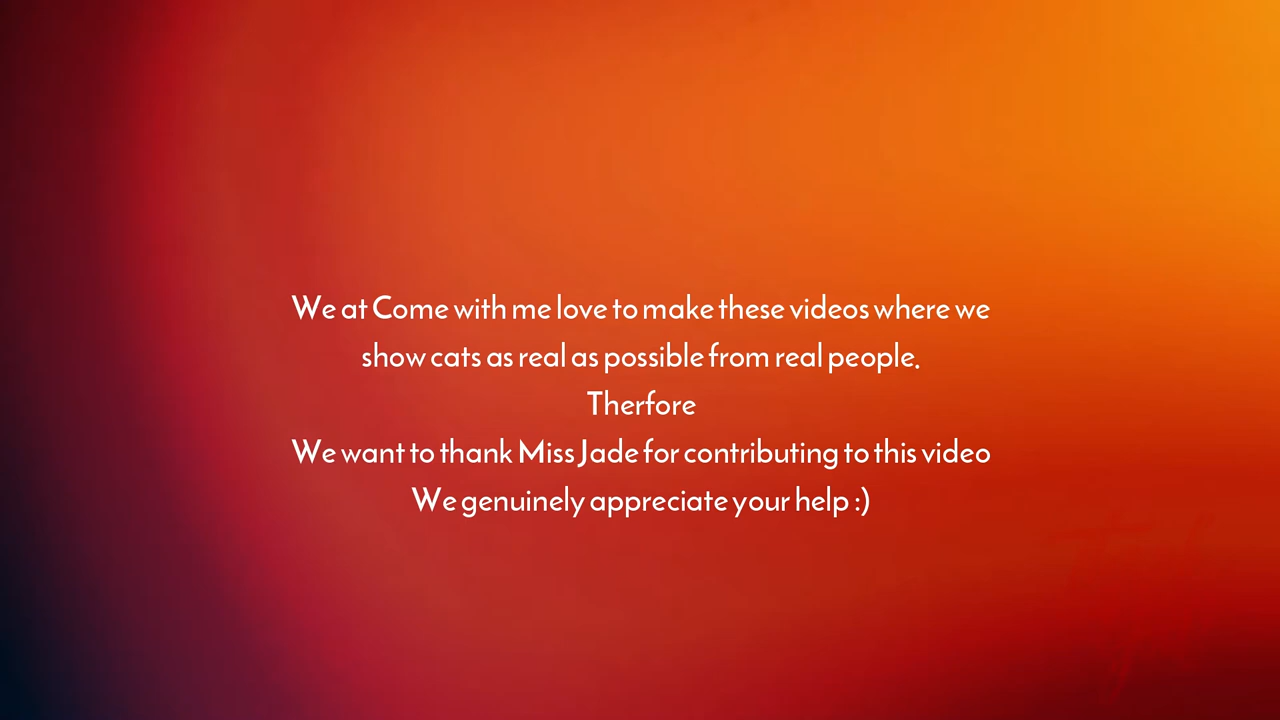 We at Come with me love to make these videos where we
show cats as real as possible from real people.
Therfore
We want to thank Miss Jade for contributing to this video
We genuinely appreciate your help :)